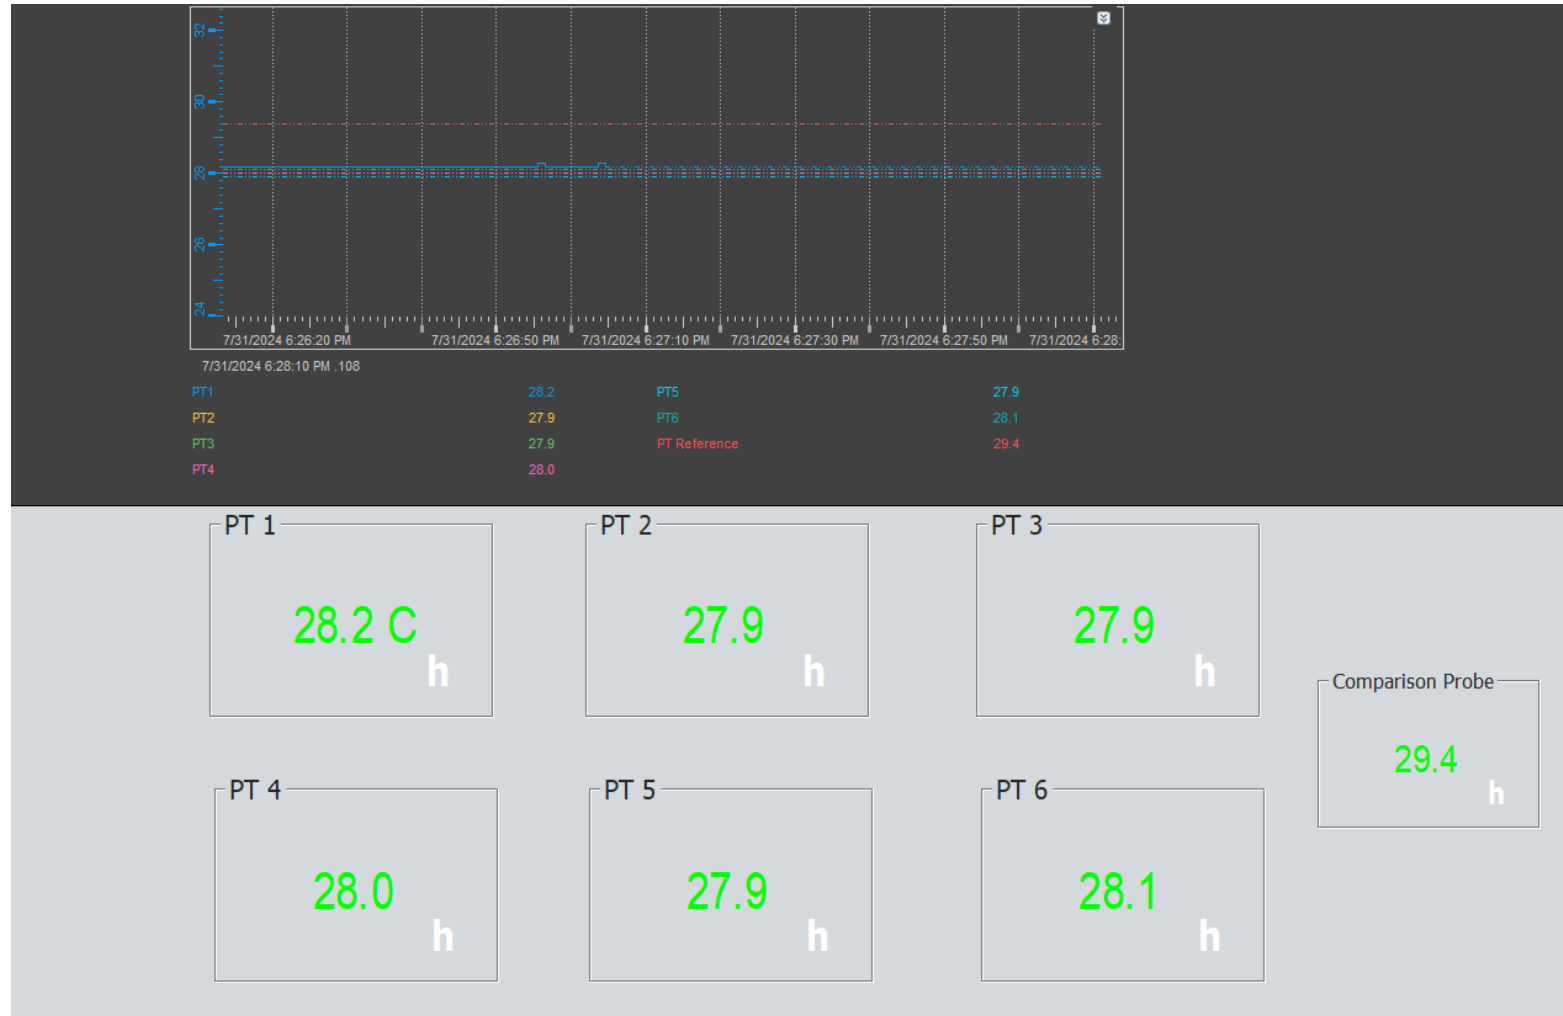 32
30
28
26
24
7/31/2024 6:26:20 PM 7/31/2024 6:26:50 PM 7/31/2024 6:27:10 PM 7/31/2024 6:27:30 PM 7/31/2024 6:27:50 PM 7/31/2024 6:28:
7/31/2024 6:28:10 PM .108
PT1 28.2 PT5 27.9
PT2 27.9 PT6 28.1
PT3 27.9 PT Reference 29.4
PT4 28.0
PT 1 PT 2 PT 3
28.2 C 27.9 27.9
h h h
Comparison Probe
29.4
h
PT 4 PT 5 PT 6
28.0 27.9 28.1
h h h